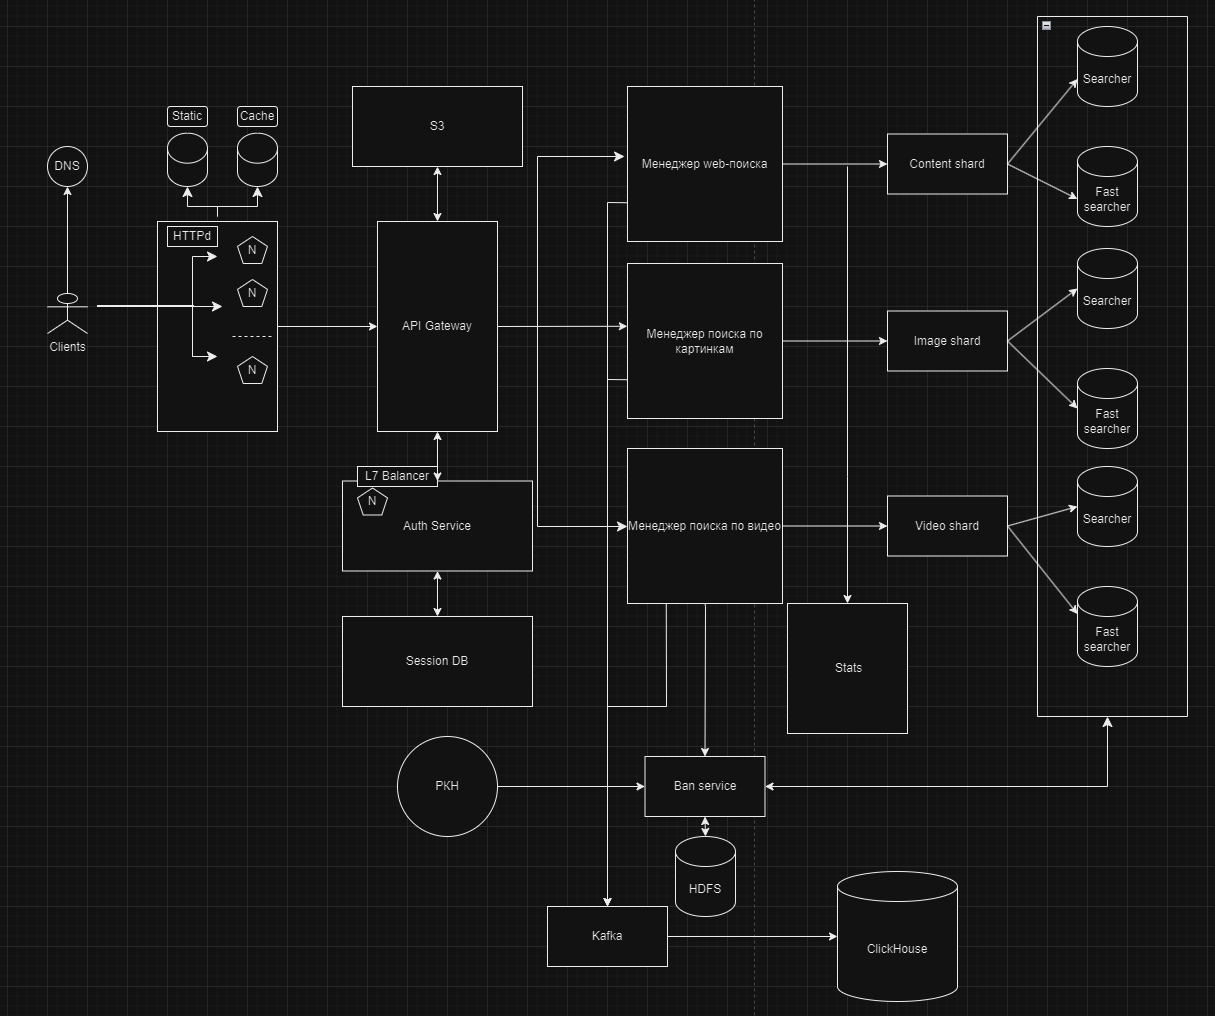 Static
Cache
DNS
HTTPd
N
N
N
Clients
S3
API Gateway
L7 Balancer
N
Auth Service
Session DB
Менеджер web-поиска
Менеджер поиска по
картинкам
Менеджер поиска по видео
Content shard
Image shard
Video shard
Searcher
Fast
searcher
Searcher
Fast
searcher
Searcher
Fast
searcher
Stats
РКН
Ban service
HDFS
Kafka
ClickHouse